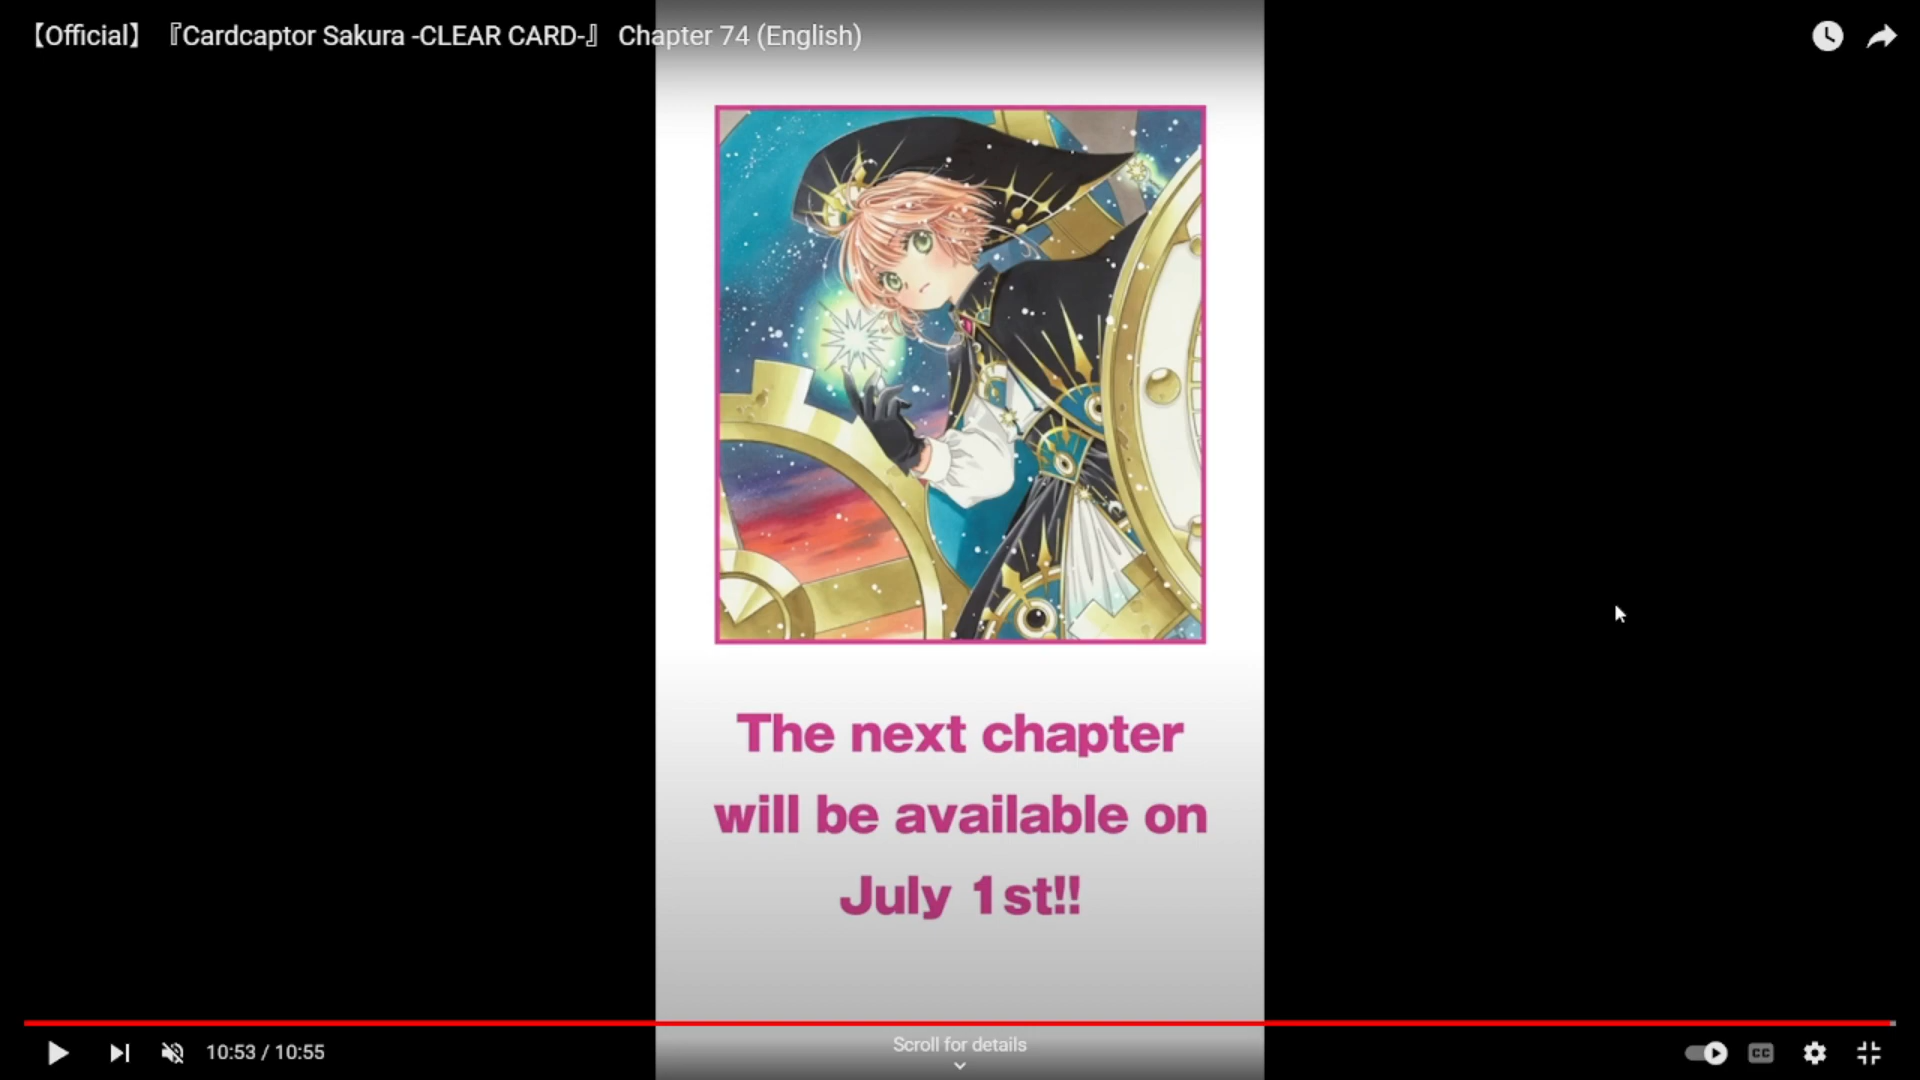 【Official】『Cardcaptor Sakura -CLEAR CARD-』 Chapter 74 (English)
The next chapter
will be available on
July 1st!!
Scroll for details
10:53 / 10:55
CC